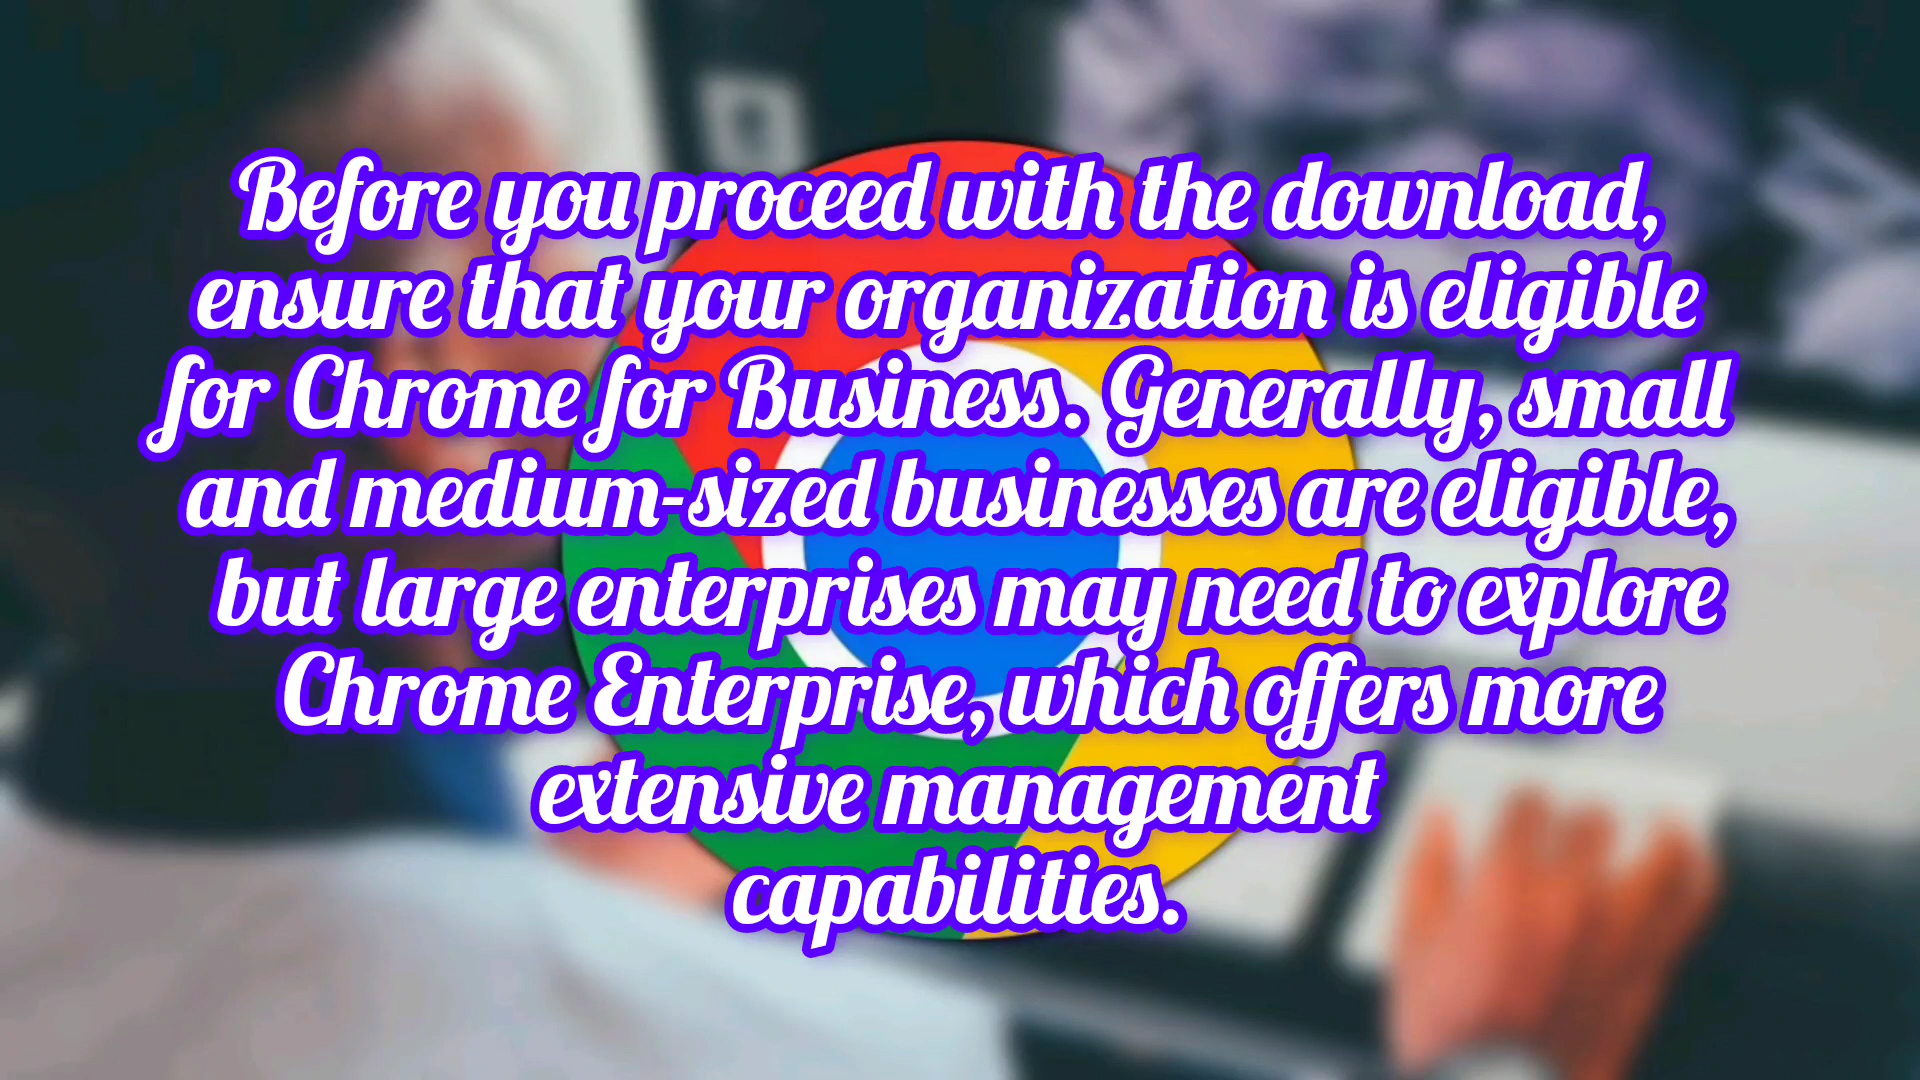 Before you proceed with the download,
ensure that your organization is eligible
for Chrome for Business. Generally, small
and medium-sized businesses are eligible,
but large enterprises may need to explore
Chrome Enterprise, which offers more
extensive management
capabilities.